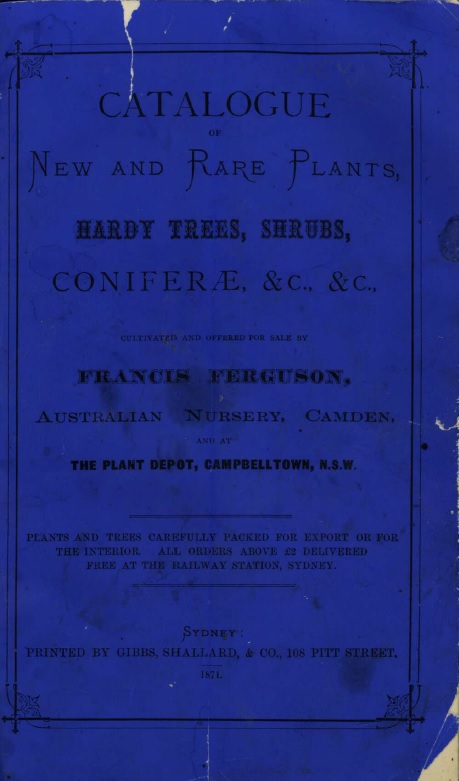 CATALOGUE
OF
NEW AND RARE PLANTS,
HARDY TREES, SHRUBS,
CONIFERÆ, &C., &C.,
CULTIVATED AND OFFERED FOR SALE BY
FRANCIS FERGUSON,
AUSTRALIAN NURSERY, CAMDEN,
AND AT
THE PLANT DEPOT, CAMPBELLTOWN, N.S.W.
PLANTS AND TREES CAREFULLY PACKED FOR EXPORT OR FOR
THE INTERIOR. ALL ORDERS ABOVE £2 DELIVERED
FREE AT THE RAILWAY STATION, SYDNEY.
SYDNEY:
PRINTED BY GIBBS, SHALLARD, & CO., 108 PITT STREET.
1871.